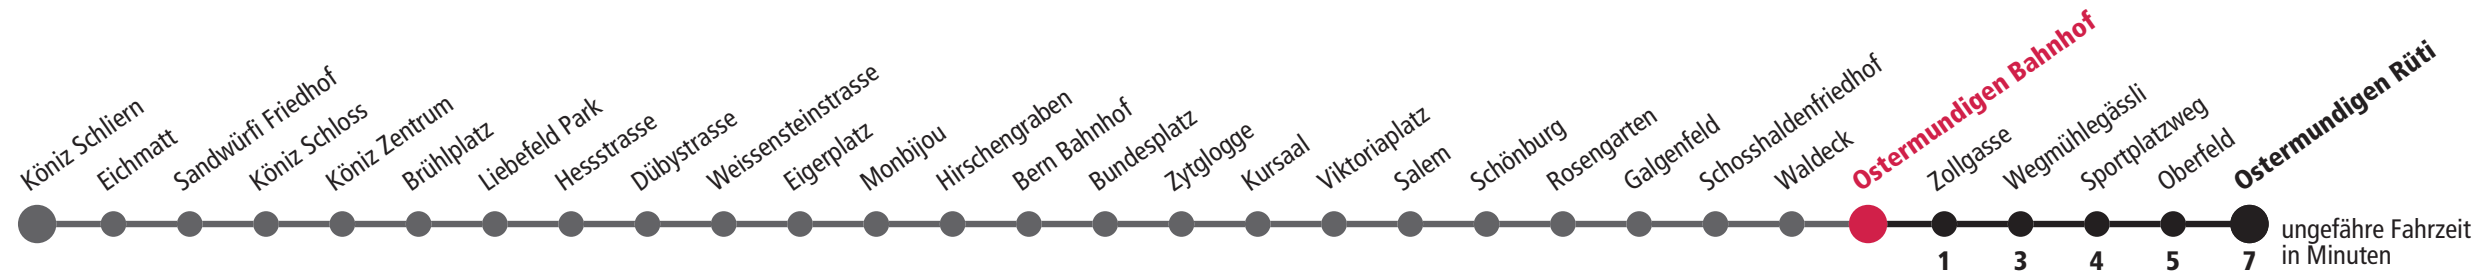 Köniz Schliern
Eichmatt
Sandwürfi Friedhof
Köniz Schloss
Köniz Zentrum
Brühlplatz
Liebefeld Park
Hessstrasse
Dübystrasse
Weissensteinstrasse
Eigerplatz
Monbijou
Hirschengraben
Bern Bahnhof
Bundesplatz
Zytglogge
Kursaal
Viktoriaplatz
Salem
Schönburg
Rosengarten
Galgenfeld
Schosshaldenfriedhof
Waldeck
Ostermundigen Bahnhof
Zollgasse
Wegmühlegässli
Sportplatzweg
Oberfeld
Ostermundigen Rüti
1 3 4 5 7
ungefähre Fahrzeit
in Minuten